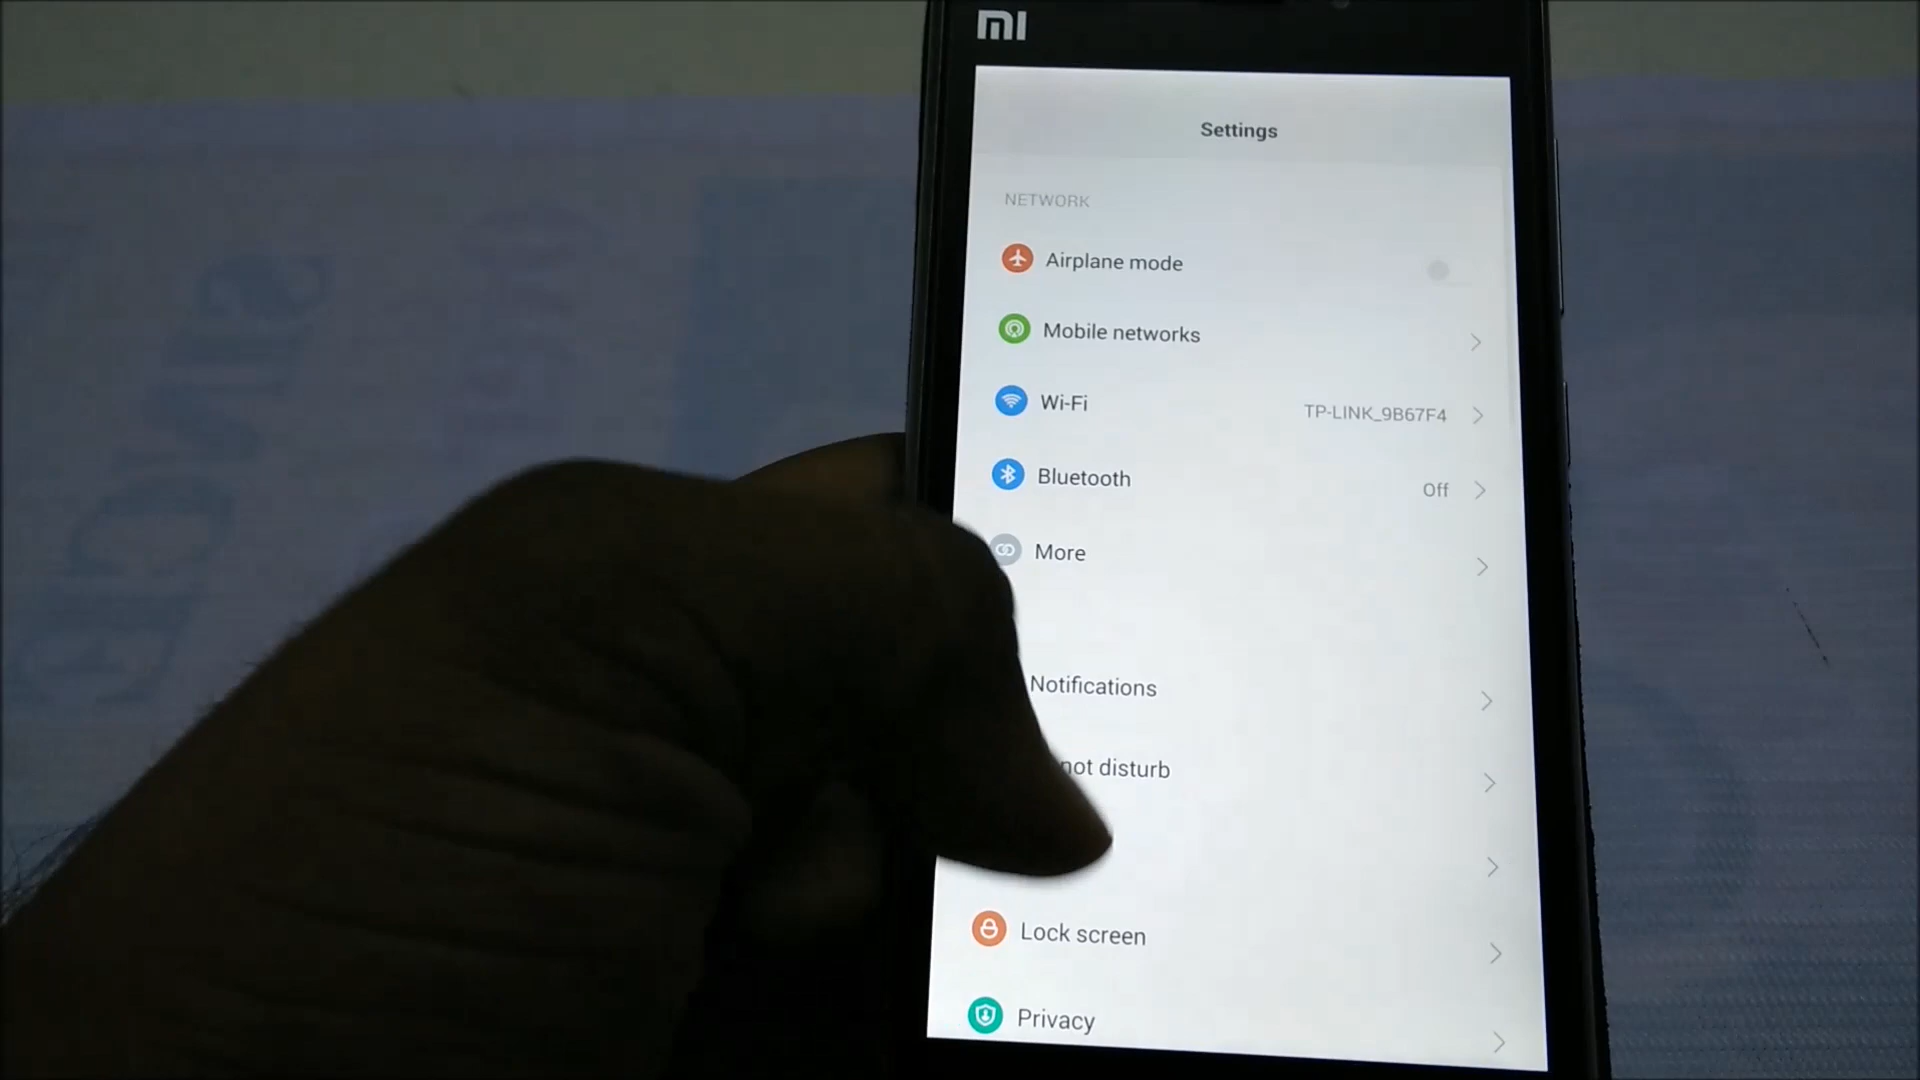 MI
Settings
NETWORK
Airplane mode
Mobile networks
Wi-Fi TP-LINK_9B67F4
Bluetooth Off
More
Notifications
not disturb
Lock screen
Privacy